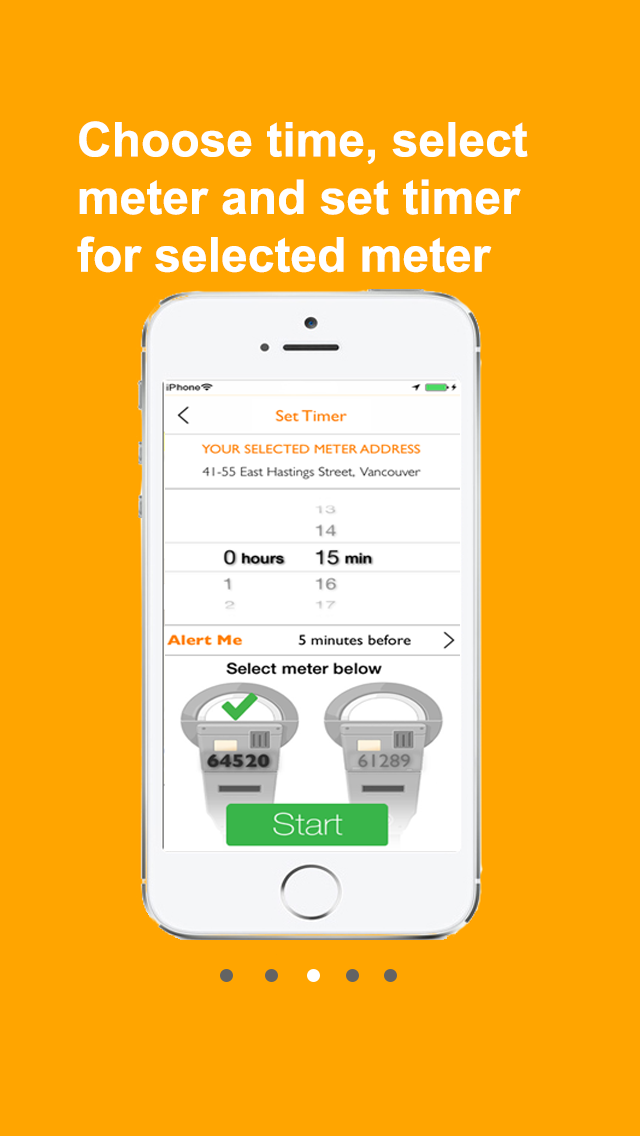 Choose time, select
meter and set timer
for selected meter
iPhone
Set Timer
YOUR SELECTED METER ADDRESS
41-55 East Hastings Street, Vancouver
13
14
0 hours 15 min
1 16
2 17
Alert Me 5 minutes before
Select meter below
64520 61289
Start